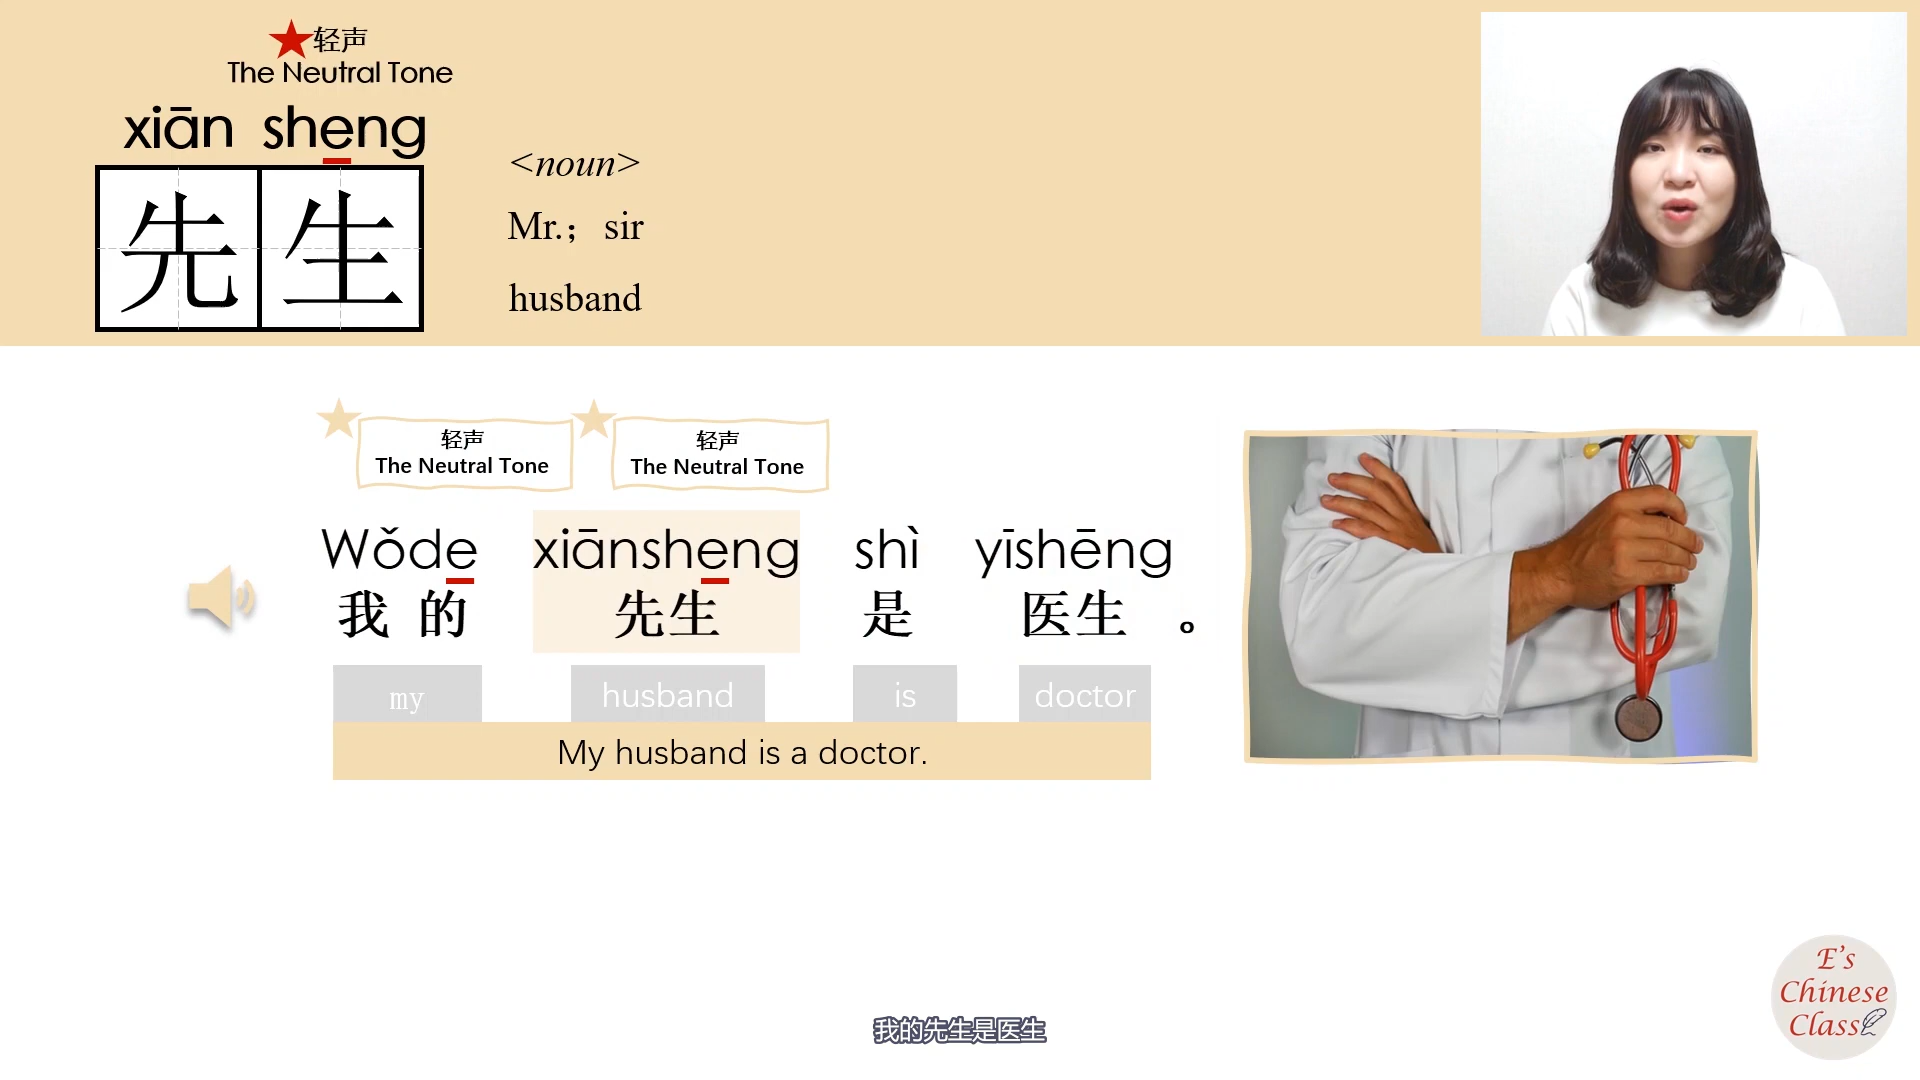 轻声
The Neutral Tone
xiān sheng
先生
<noun>
Mr.；sir
husband
轻声
The Neutral Tone
轻声
The Neutral Tone
Wǒde xiānsheng shì yīshēng
我的 先生 是 医生 。
my husband is doctor
My husband is a doctor.
我的先生是医生
E's
Chinese
Class